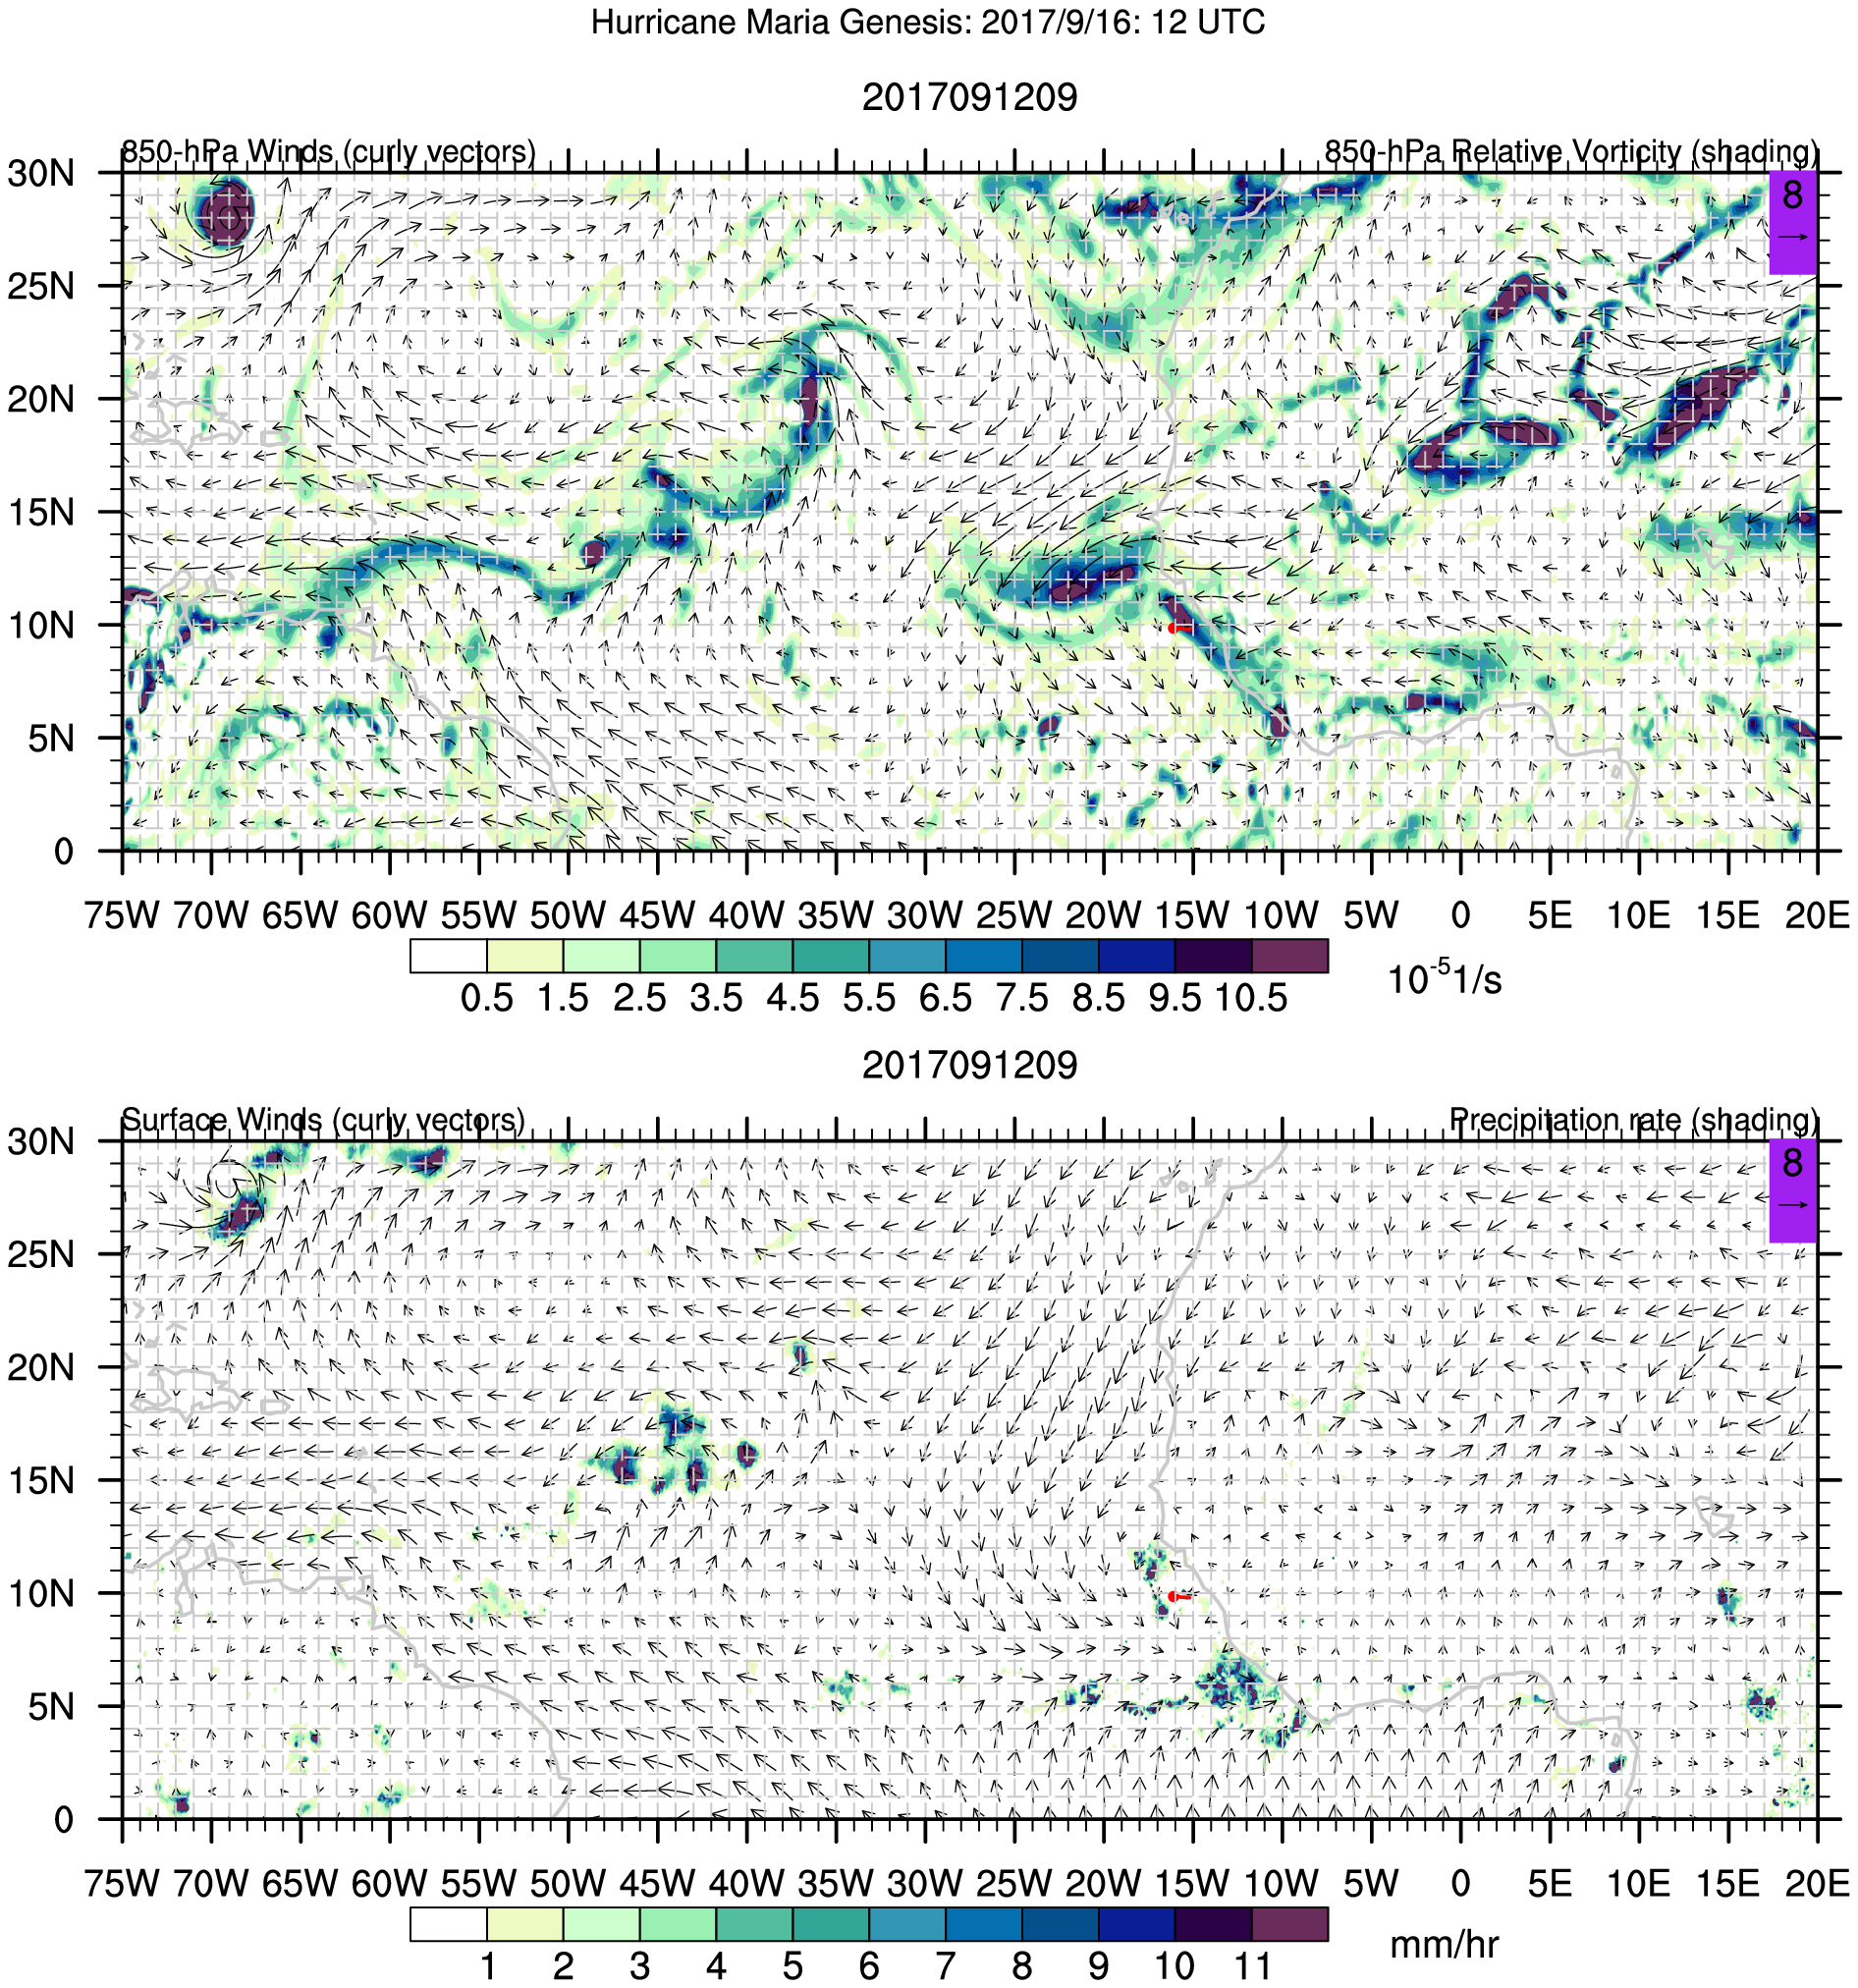 Hurricane Maria Genesis: 2017/9/16: 12 UTC
2017091209
850-hPa Winds (curly vectors) 850-hPa Relative Vorticity (shading)
30N
8
25N
20N
15N
10N
5N
0
75W 70W 65W 60W 55W 50W 45W 40W 35W 30W 25W 20W 15W 10W 5W 0 5E 10E 15E 20E
0.5 1.5 2.5 3.5 4.5 5.5 6.5 7.5 8.5 9.5 10.5
10-51/s
2017091209
Surface Winds (curly vectors) Precipitation rate (shading)
30N
8
25N
20N
15N
10N
5N
0
75W 70W 65W 60W 55W 50W 45W 40W 35W 30W 25W 20W 15W 10W 5W 0 5E 10E 15E 20E
1 2 3 4 5 6 7 8 9 10 11
mm/hr